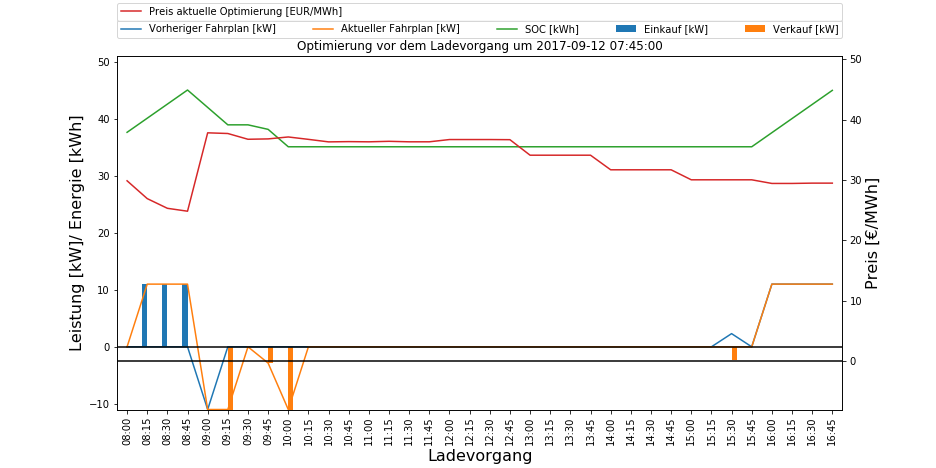 Preis aktuelle Optimierung [EUR/MWh]
Vorheriger Fahrplan [kW] Aktueller Fahrplan [kW] SOC [kWh] Einkauf [kW] Verkauf [kW]
Optimierung vor dem Ladevorgang um 2017-09-12 07:45:00
50
40
30
20
10
0
−10
Leistung [kW]/ Energie [kWh]
50
40
30
20
10
0
Preis [€/MWh]
08:00 08:15 08:30 08:45 09:00 09:15 09:30 09:45 10:00 10:15 10:30 10:45 11:00 11:15 11:30 11:45 12:00 12:15 12:30 12:45 13:00 13:15 13:30 13:45 14:00 14:15 14:30 14:45 15:00 15:15 15:30 15:45 16:00 16:15 16:30 16:45
Ladevorgang